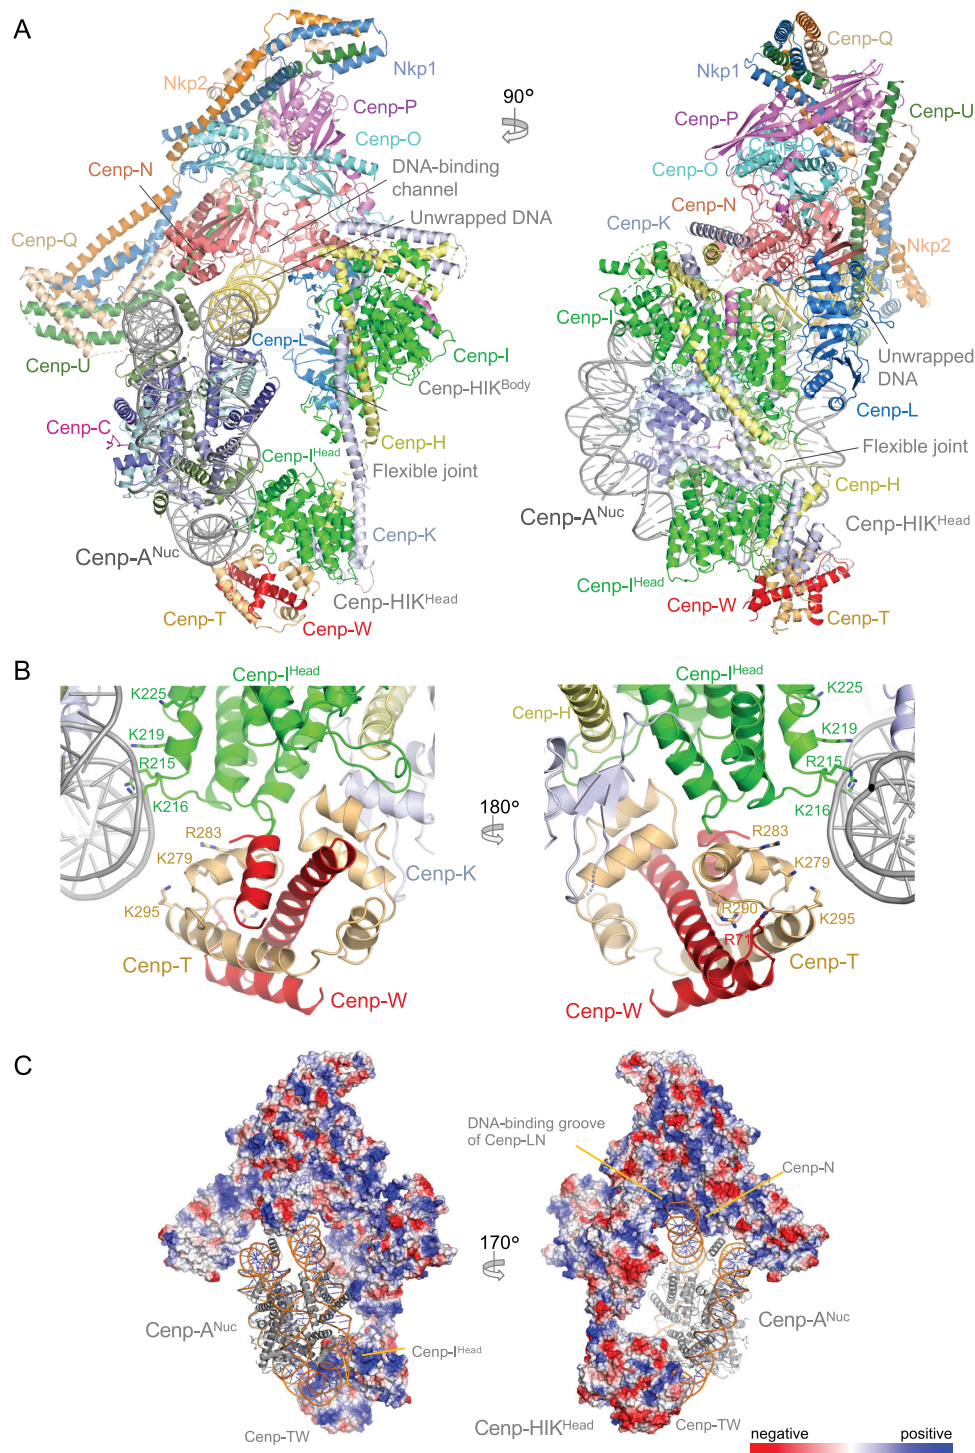 A
Nkp2
Nkp1
Cenp-P
Cenp-O
Cenp-N
DNA-binding
channel
Unwrapped DNA
Cenp-Q
Cenp-L
Cenp-I
Cenp-U
Cenp-HIKBody
Cenp-C
Cenp-H
Cenp-IHead
Flexible joint
Cenp-K
Cenp-ANuc
Cenp-HIKHead
Cenp-T
Cenp-W
90°
Cenp-Q
Nkp1
Cenp-U
Cenp-P
Cenp-O
Cenp-O
Cenp-N
Cenp-K
Nkp2
Cenp-I
Unwrapped
DNA
Cenp-L
Flexible joint
Cenp-H
Cenp-ANuc
Cenp-HIKHead
Cenp-IHead
Cenp-W
Cenp-T
B
Cenp-IHead
K225
K219
R215
K216
R283
K279
K295
Cenp-K
Cenp-T
Cenp-W
180°
Cenp-IHead
K225
Cenp-H
K219
R215
K216
R283
K279
R290
K295
R71
Cenp-T
Cenp-W
C
Cenp-ANuc
Cenp-IHead
Cenp-TW
170°
DNA-binding groove
of Cenp-LN
Cenp-N
Cenp-ANuc
Cenp-HIKHead
Cenp-TW
negative positive